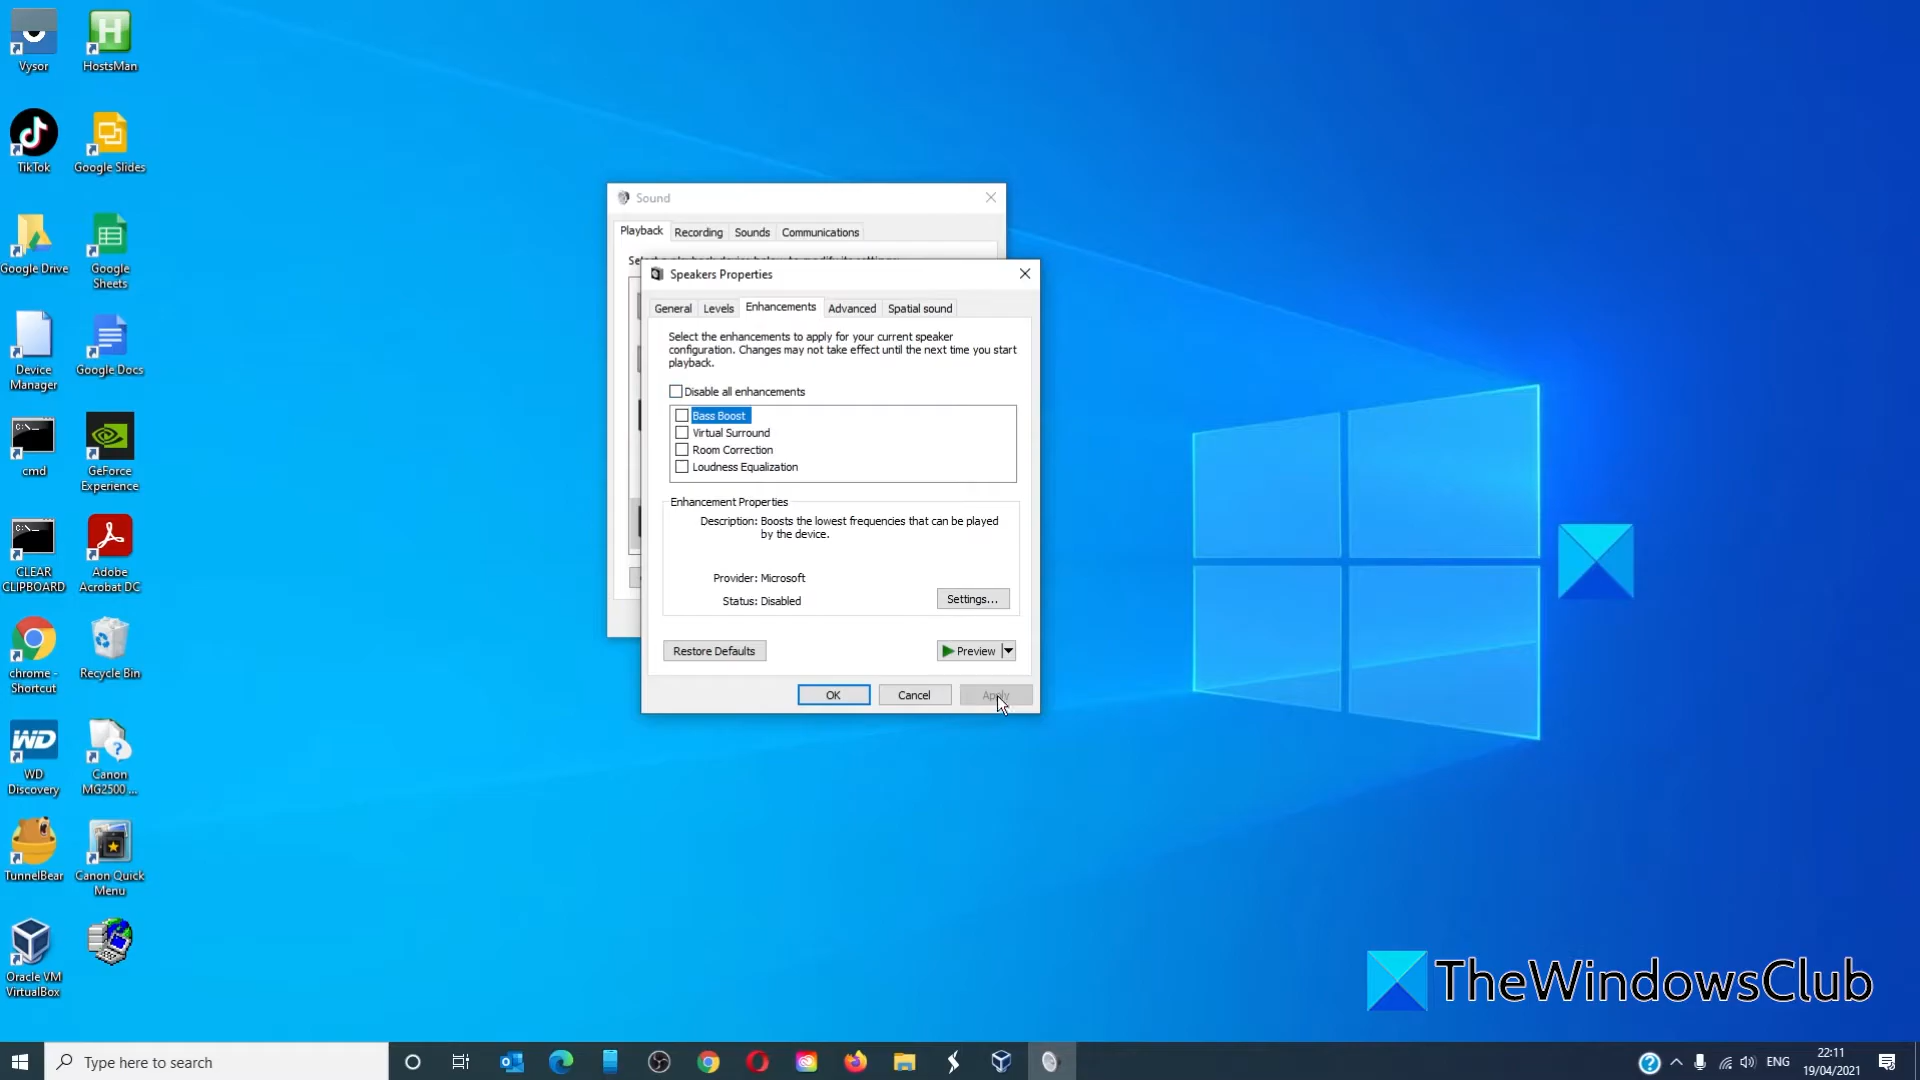 Vysor
HostsMan
TikTok
Google Slides
Google Drive
Google
Sheets
Device
Manager
Google Docs
cmd
GeForce
Experience
CLEAR
CLIPBOARD
Adobe
Acrobat DC
chrome -
Shortcut
Recycle Bin
WD
WD
Discovery
Canon
MG2500 ...
TunnelBear
Canon Quick
Menu
Oracle VM
VirtualBox
Sound
Playback
Recording
Sounds
Communications
Speakers Properties
General
Levels
Enhancements
Advanced
Spatial sound
Select the enhancements to apply for your current speaker
configuration. Changes may not take effect until the next time you start
playback.
Disable all enhancements
Bass Boost
Virtual Surround
Room Correction
Loudness Equalization
Enhancement Properties
Description: Boosts the lowest frequencies that can be played
by the device.
Provider: Microsoft
Status: Disabled
Settings...
Restore Defaults
Preview
OK
Cancel
Apply
TheWindowsClub
Type here to search
ENG
22:11
19/04/2021